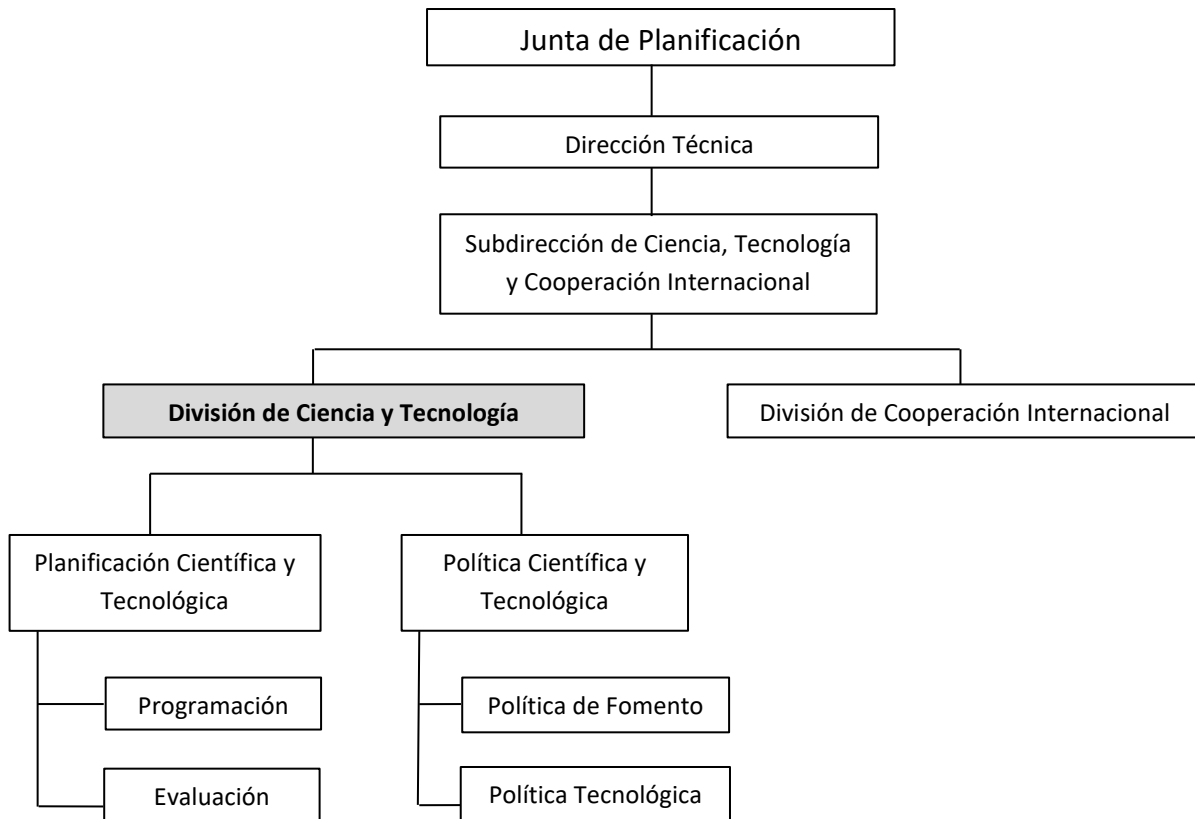 Junta de Planificación
Dirección Técnica
Subdirección de Ciencia, Tecnología
y Cooperación Internacional
División de Ciencia y Tecnología
División de Cooperación Internacional
Planificación Científica y
Tecnológica
Política Científica y
Tecnológica
Programación
Política de Fomento
Evaluación
Política Tecnológica